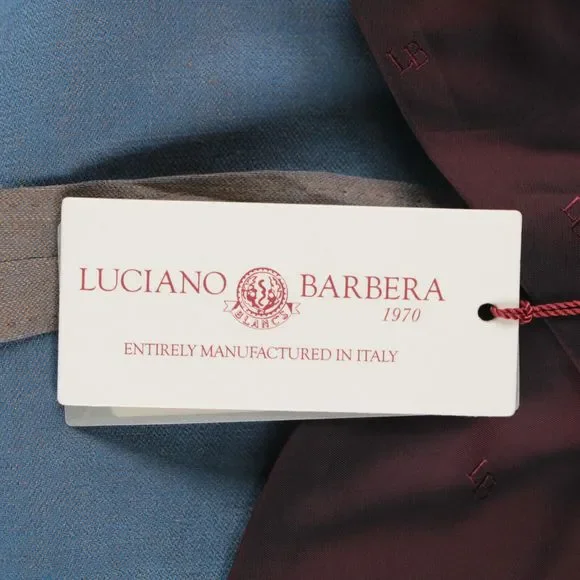 LB
LUCIANO BARBERA
BLANCS
1970
ENTIRELY MANUFACTURED IN ITALY
LB